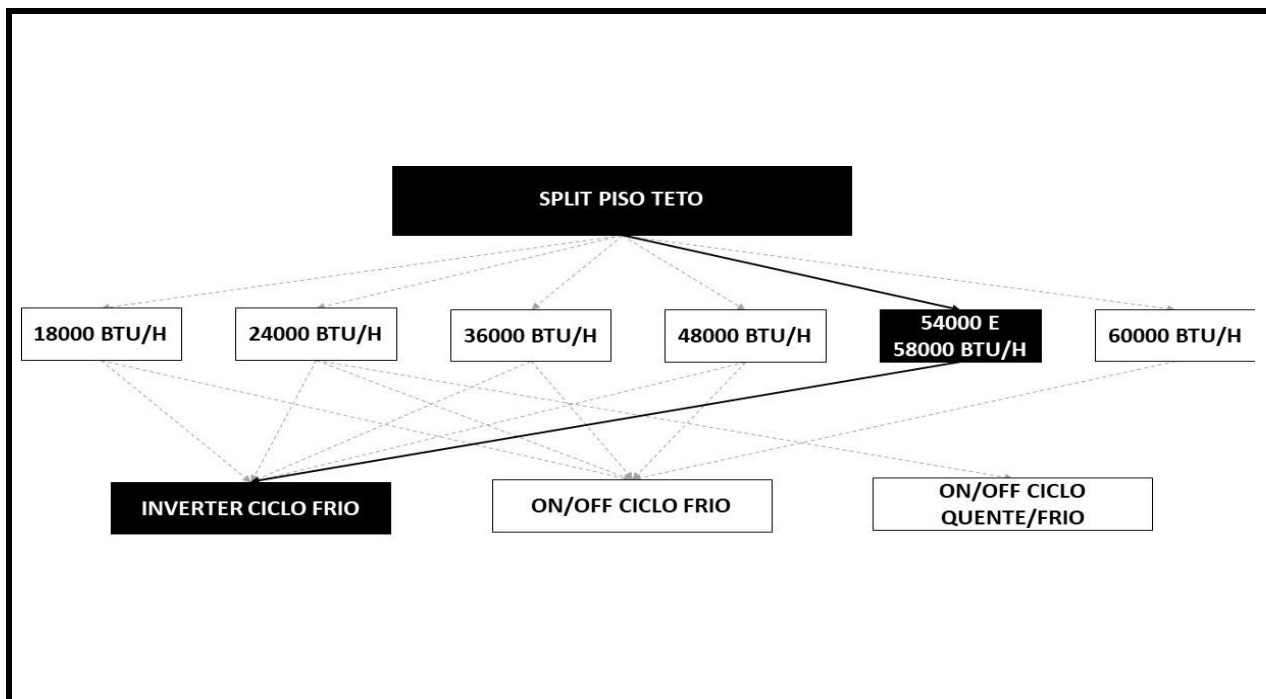 SPLIT PISO TETO
18000 BTU/H
24000 BTU/H
36000 BTU/H
48000 BTU/H
54000 E
58000 BTU/H
60000 BTU/H
INVERTER CICLO FRIO
ON/OFF CICLO FRIO
ON/OFF CICLO
QUENTE/FRIO